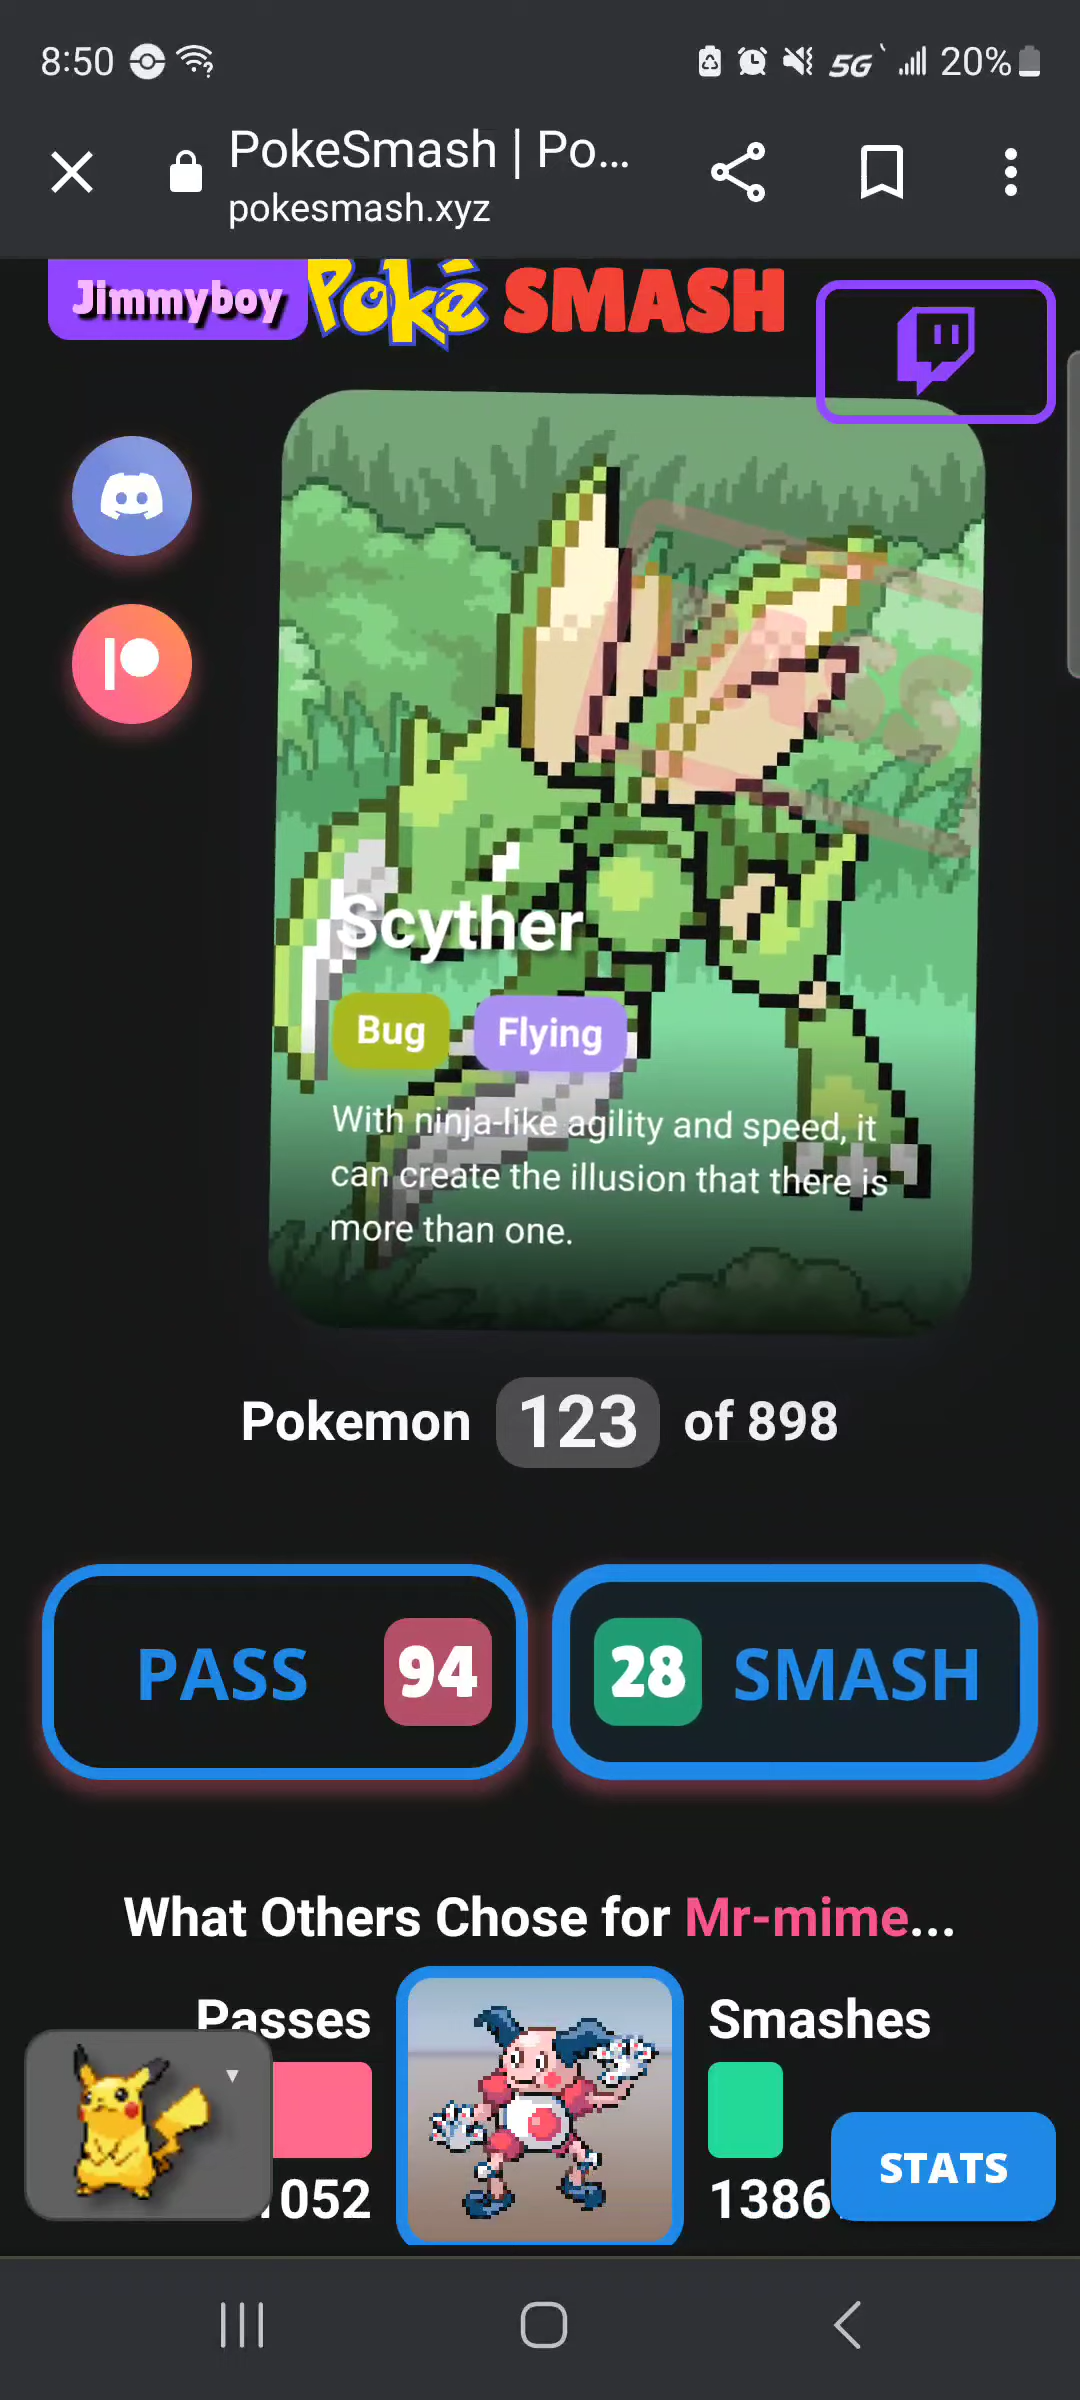 8:50
5G
20%
PokeSmash | Po...
pokesmash.xyz
Jimmyboy
Poké SMASH
PASS
Scyther
Bug
Flying
With ninja-like agility and speed, it
can create the illusion that there is
more than one.
Pokemon 123 of 898
PASS 94
28 SMASH
What Others Chose for Mr-mime...
Passes
Smashes
1386
STATS